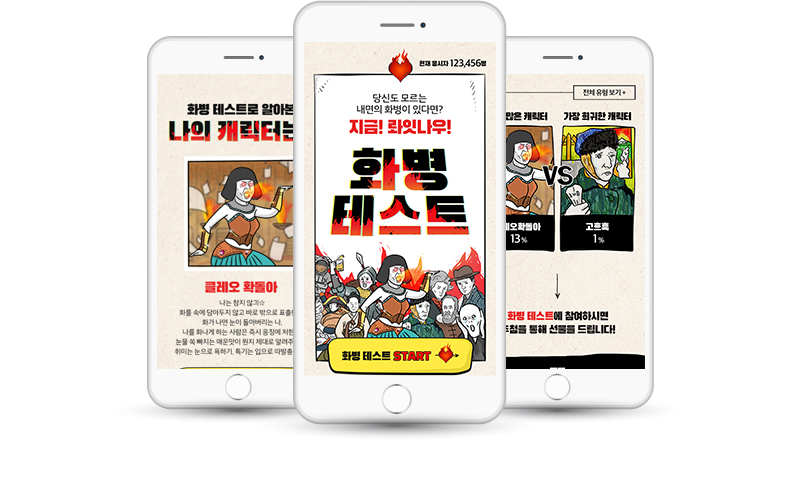 화병 테스트로 알아본
나의 캐릭터는
클레오 확돌아
나는 참지 않긔☆
화를 속에 담아두지 않고 바로 밖으로 표출
화가 나면 눈이 돌아버리는 나,
나를 화나게 하는 사람은 즉시 응징에 처한
눈물 쏙 빠지는 매운맛이 뭔지 제대로 알려주
취미는 눈으로 욕하기, 특기는 입으로 따발총
현재 응시자 123,456명
당신도 모르는
내면의 화병이 있다면?
지금! 롸잇나우!
화병
테스트
화병 테스트 START
전체 유형 보기 +
많은 캐릭터
가장 희귀한 캐릭터
VS
레오확돌아
13%
고흐흑
1%
화병 테스트에 참여하시면
추첨을 통해 선물을 드립니다!